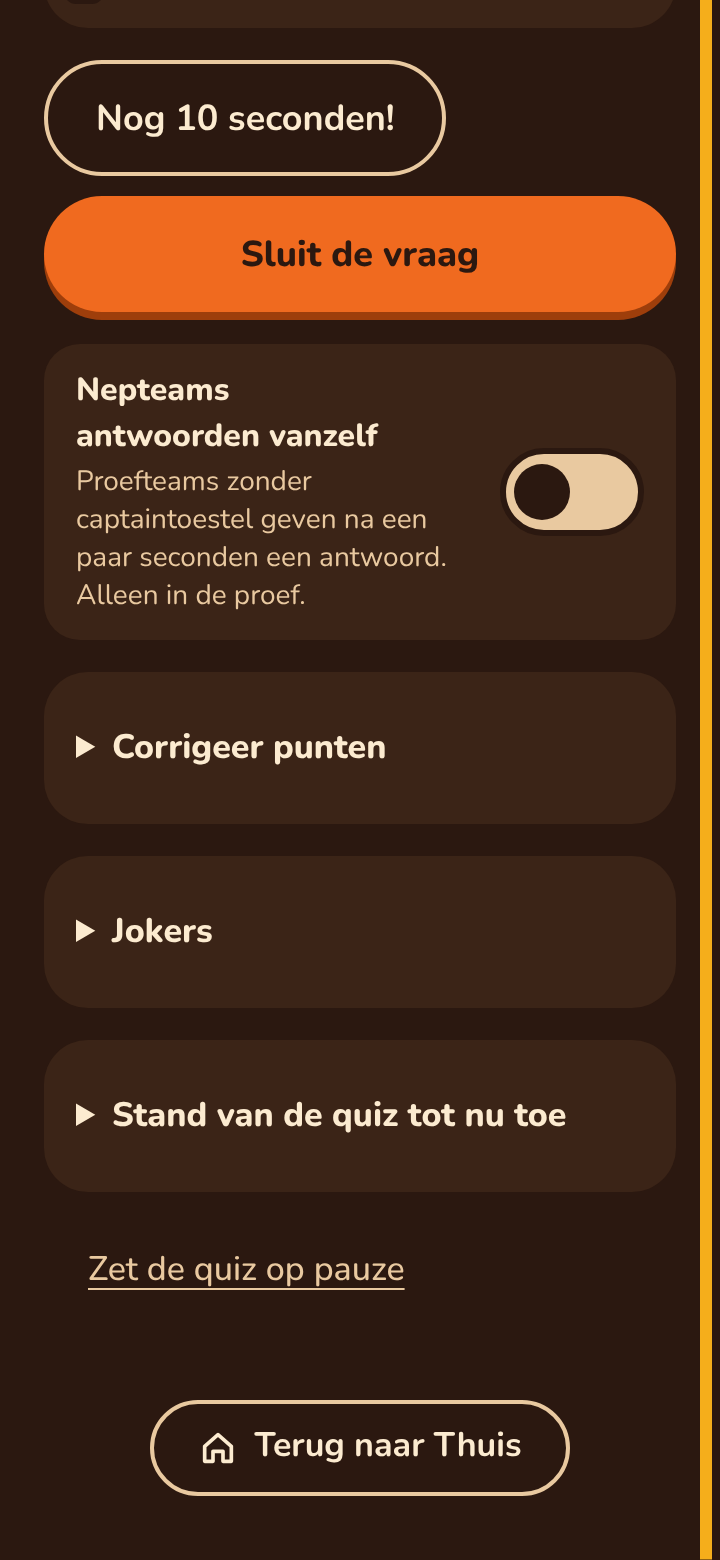 Nog 10 seconden!
Sluit de vraag
Nepteams
antwoorden vanzelf
Proefteams zonder
captaintoestel geven na een
paar seconden een antwoord.
Alleen in de proef.
Corrigeer punten
Jokers
Stand van de quiz tot nu toe
Zet de quiz op pauze
Terug naar Thuis